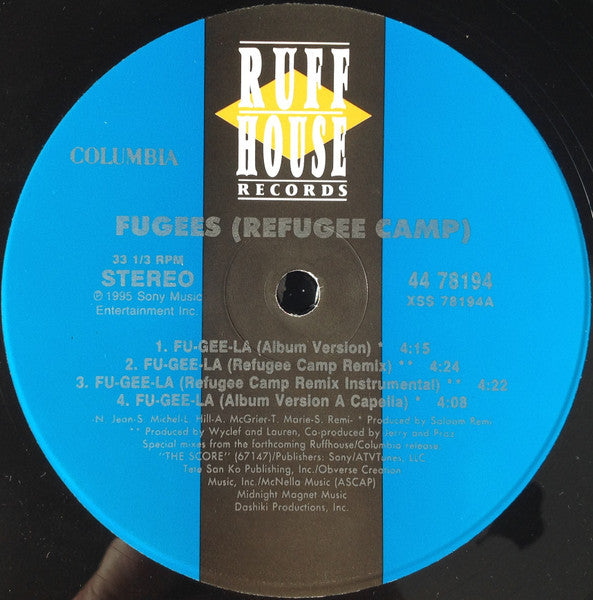 RUFF
HOUSE
RECORDS
COLUMBIA
FUGEES (REFUGEE CAMP)
33 1/3 RPM
STEREO
℗ 1995 Sony Music
Entertainment Inc.
44 78194
XSS 78194A
1. FU-GEE-LA (Album Version) * 4:15
2. FU-GEE-LA (Refugee Camp Remix) ** 4:24
3. FU-GEE-LA (Refugee Camp Remix Instrumental) ** 4:22
4. FU-GEE-LA (Album Version A Capella) * 4:08
-N. Jean-S. Michel-L. Hill-A. McGrier-T. Marie-S. Remi- * Produced by Salaam Remi
** Produced by Wyclef and Lauren, Co-produced by Jerry and Praz
Special mixes from the forthcoming Ruffhouse/Columbia release:
"THE SCORE" (67147)/Publishers: Sony/ATVTunes, LLC
Tete San Ko Publishing, Inc./Obverse Creation
Music, Inc./McNella Music (ASCAP)
Midnight Magnet Music
Dashiki Productions, Inc.